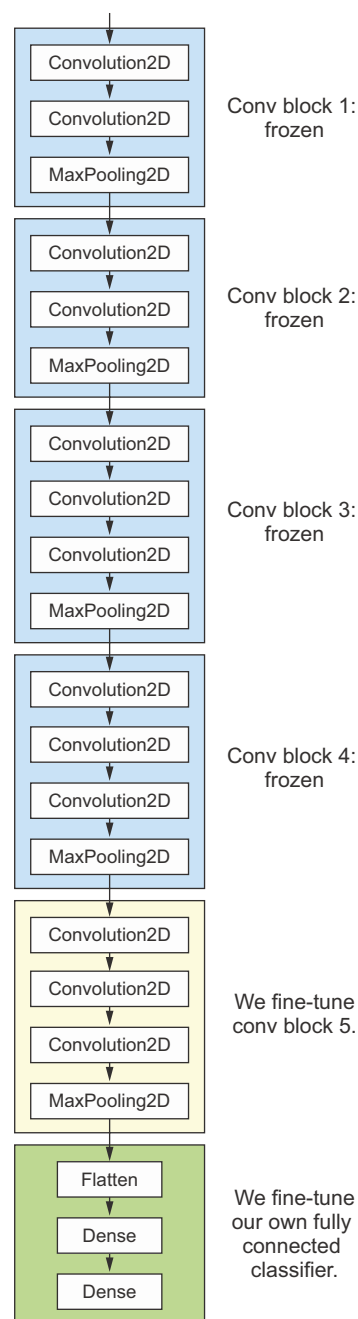 Convolution2D
Convolution2D
MaxPooling2D
Conv block 1:
frozen
Convolution2D
Convolution2D
MaxPooling2D
Conv block 2:
frozen
Convolution2D
Convolution2D
Convolution2D
MaxPooling2D
Conv block 3:
frozen
Convolution2D
Convolution2D
Convolution2D
MaxPooling2D
Conv block 4:
frozen
Convolution2D
Convolution2D
Convolution2D
MaxPooling2D
We fine-tune
conv block 5.
Flatten
Dense
Dense
We fine-tune
our own fully
connected
classifier.